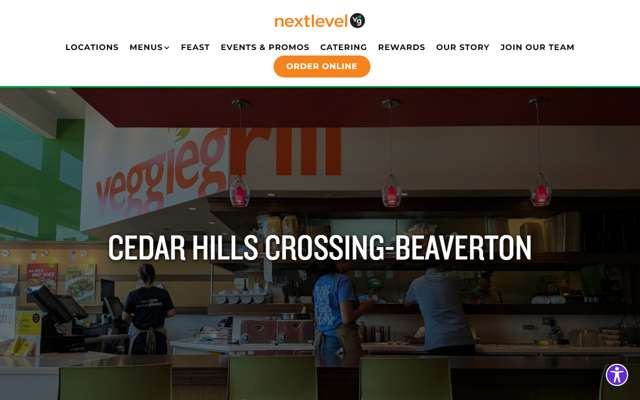 nextlevel vg
LOCATIONS MENUS FEAST EVENTS & PROMOS CATERING REWARDS OUR STORY JOIN OUR TEAM
ORDER ONLINE
veggiegrill
CEDAR HILLS CROSSING-BEAVERTON